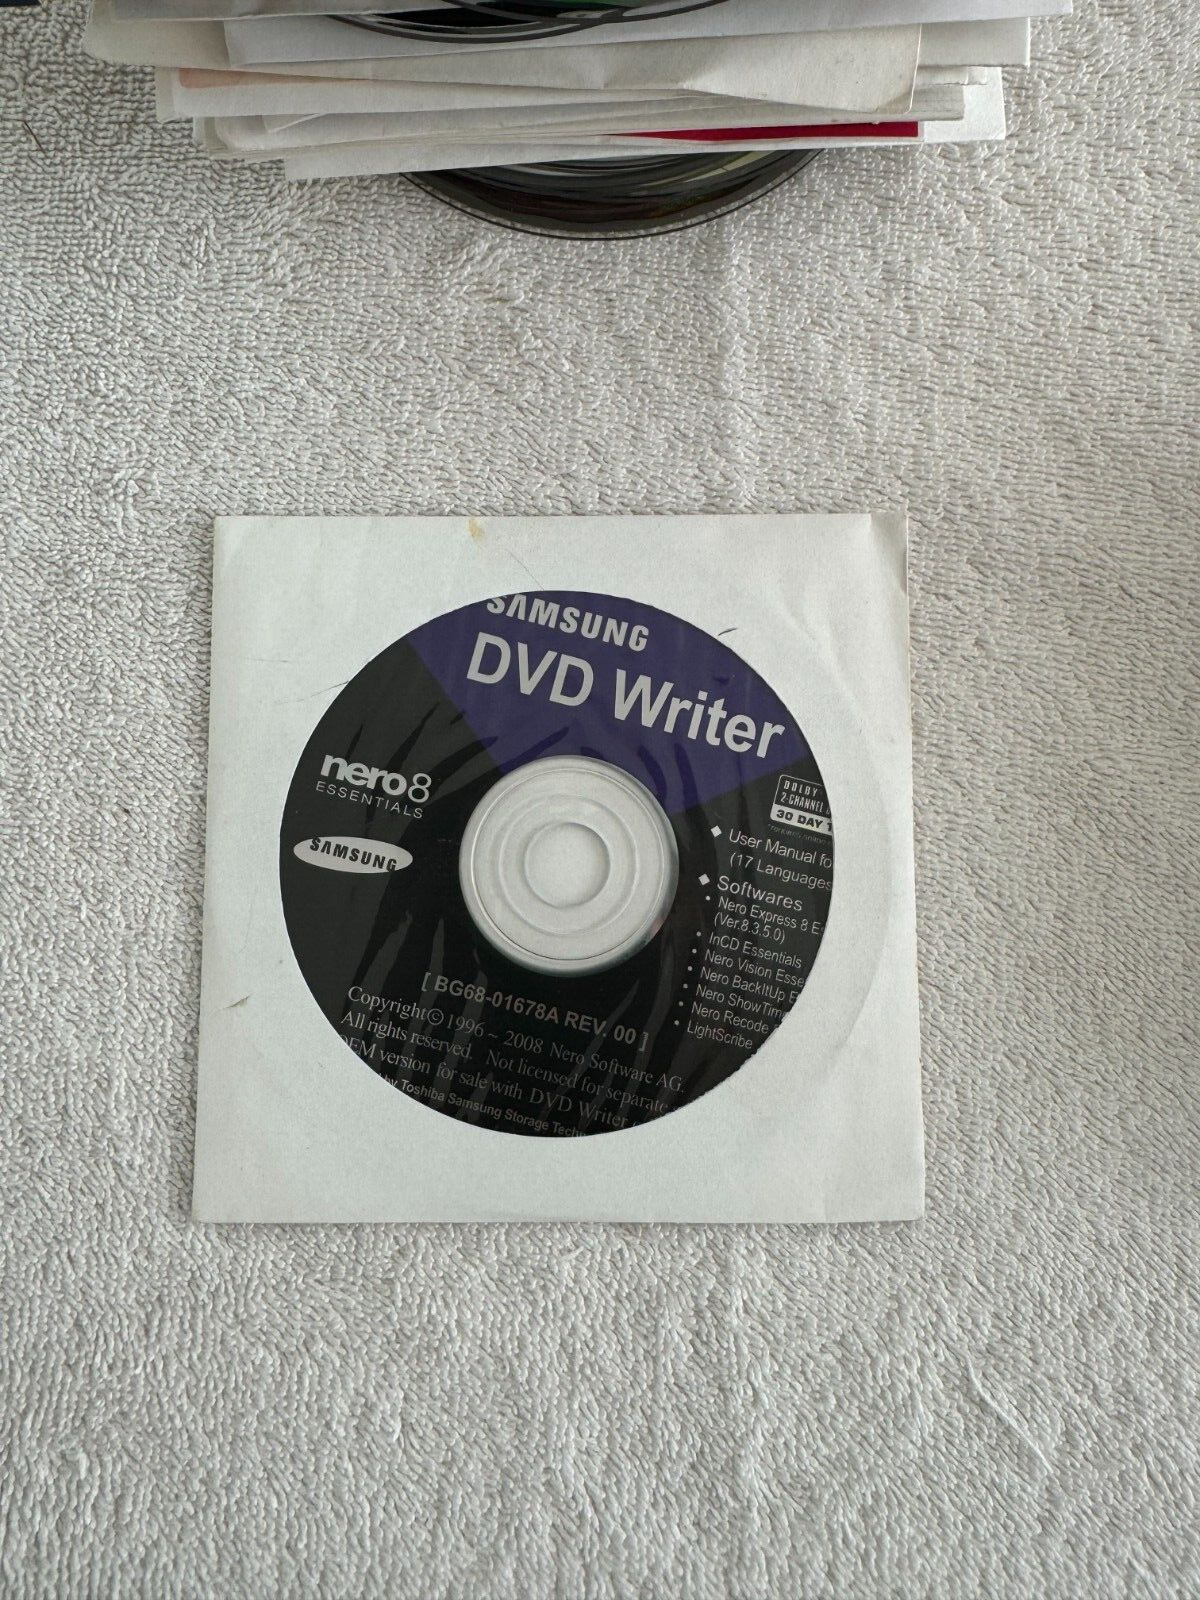 SAMSUNG
DVD Writer
nero8
ESSENTIALS
SAMSUNG
DOLBY
2-CHANNEL
30 DAY
User Manual fo
(17 Languages
Softwares
Nero Express 8 E
(Ver.8.3.5.0)
InCD Essentials
Nero Vision Esse
Nero BackItUp E
Nero ShowTim
Nero Recode
LightScribe
[ BG68-01678A REV. 00 ]
Copyright© 1996 ~ 2008 Nero Software AG.
All rights reserved. Not licensed for separate
OEM version for sale with DVD Writer
by Toshiba Samsung Storage Techn